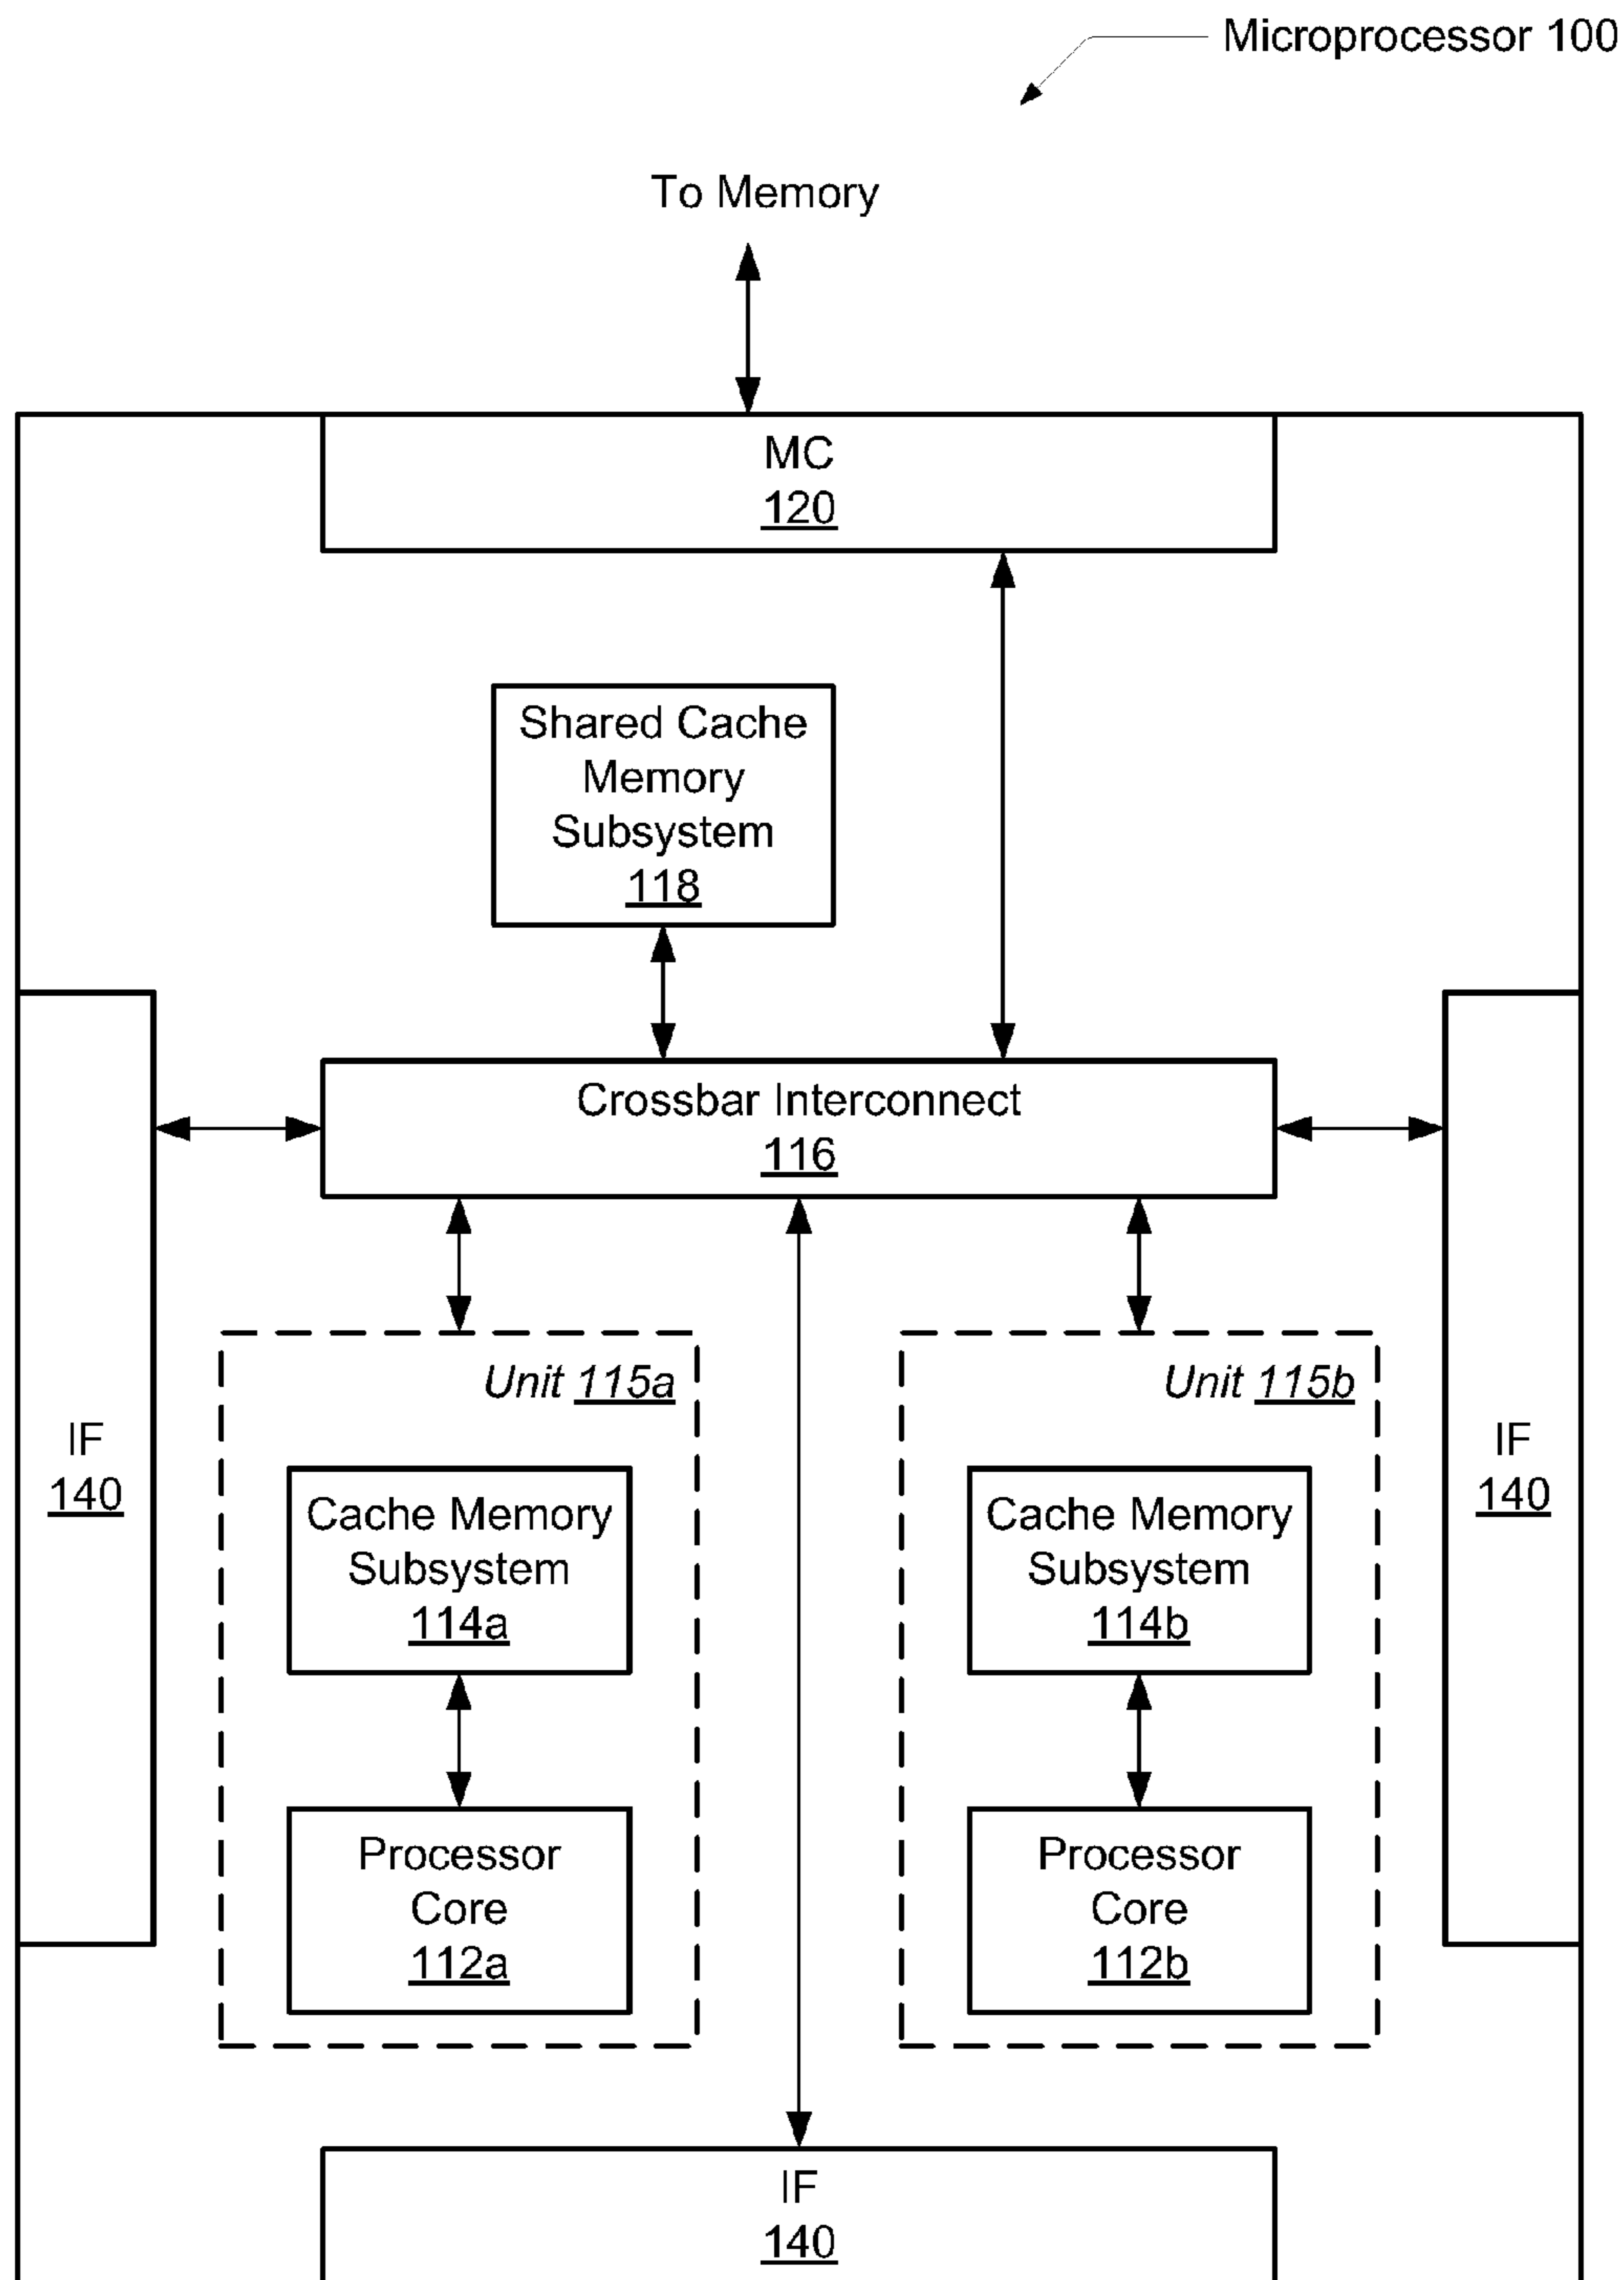 Microprocessor 100
To Memory
MC
120
Shared Cache
Memory
Subsystem
118
Crossbar Interconnect
116
IF
140
Unit 115a
Cache Memory
Subsystem
114a
Processor
Core
112a
Unit 115b
Cache Memory
Subsystem
114b
Processor
Core
112b
IF
140
IF
140